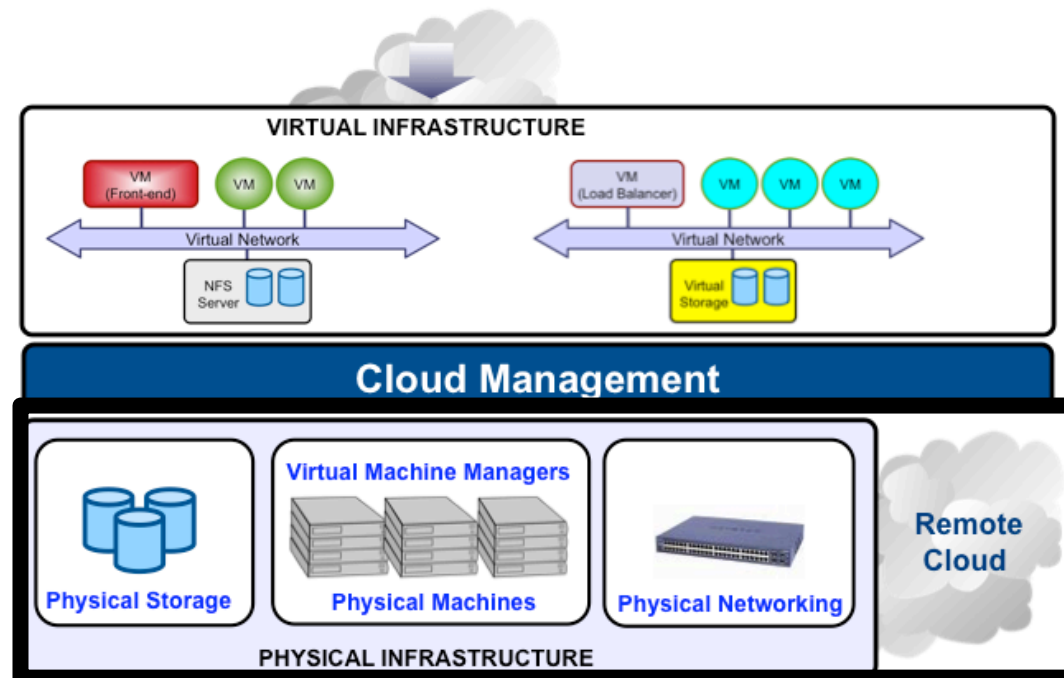 VIRTUAL INFRASTRUCTURE
VM
(Front-end)
VM
VM
VM
(Load Balancer)
VM
VM
VM
Virtual Network
Virtual Network
NFS
Server
Virtual
Storage
Cloud Management
Virtual Machine Managers
Physical Storage
Physical Machines
Physical Networking
Remote
Cloud
PHYSICAL INFRASTRUCTURE